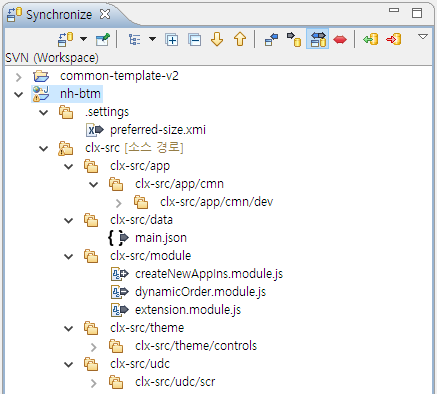 Synchronize
SVN (Workspace)
common-template-v2
nh-btm
.settings
preferred-size.xmi
clx-src [소스 경로]
clx-src/app
clx-src/app/cmn
clx-src/app/cmn/dev
clx-src/data
main.json
clx-src/module
createNewAppIns.module.js
dynamicOrder.module.js
extension.module.js
clx-src/theme
clx-src/theme/controls
clx-src/udc
clx-src/udc/scr